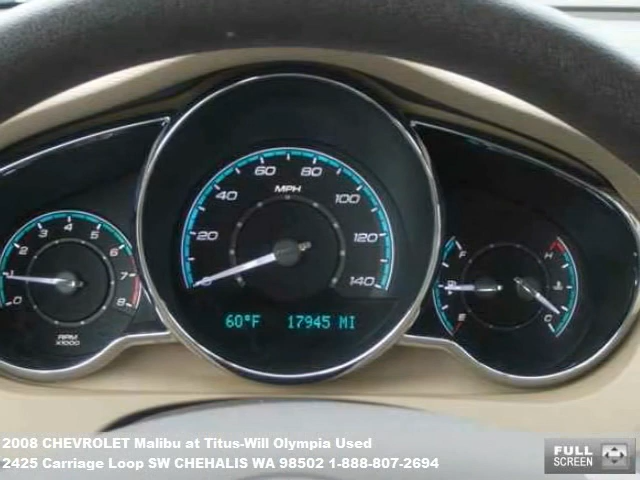 60 80
40 MPH 100
20 120
0 140
60°F 17945 MI
4 5
3 6
2 7
1 8
0
RPM
X1000
F H
E C
2008 CHEVROLET Malibu at Titus-Will Olympia Used
2425 Carriage Loop SW CHEHALIS WA 98502 1-888-807-2694
FULL
SCREEN